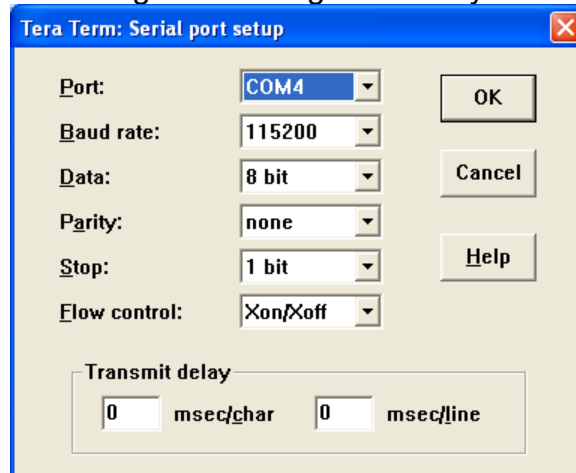 Tera Term: Serial port setup
Port: COM4
OK
Baud rate: 115200
Data: 8 bit
Cancel
Parity: none
Stop: 1 bit
Help
Flow control: Xon/Xoff
Transmit delay
0 msec/char 0 msec/line